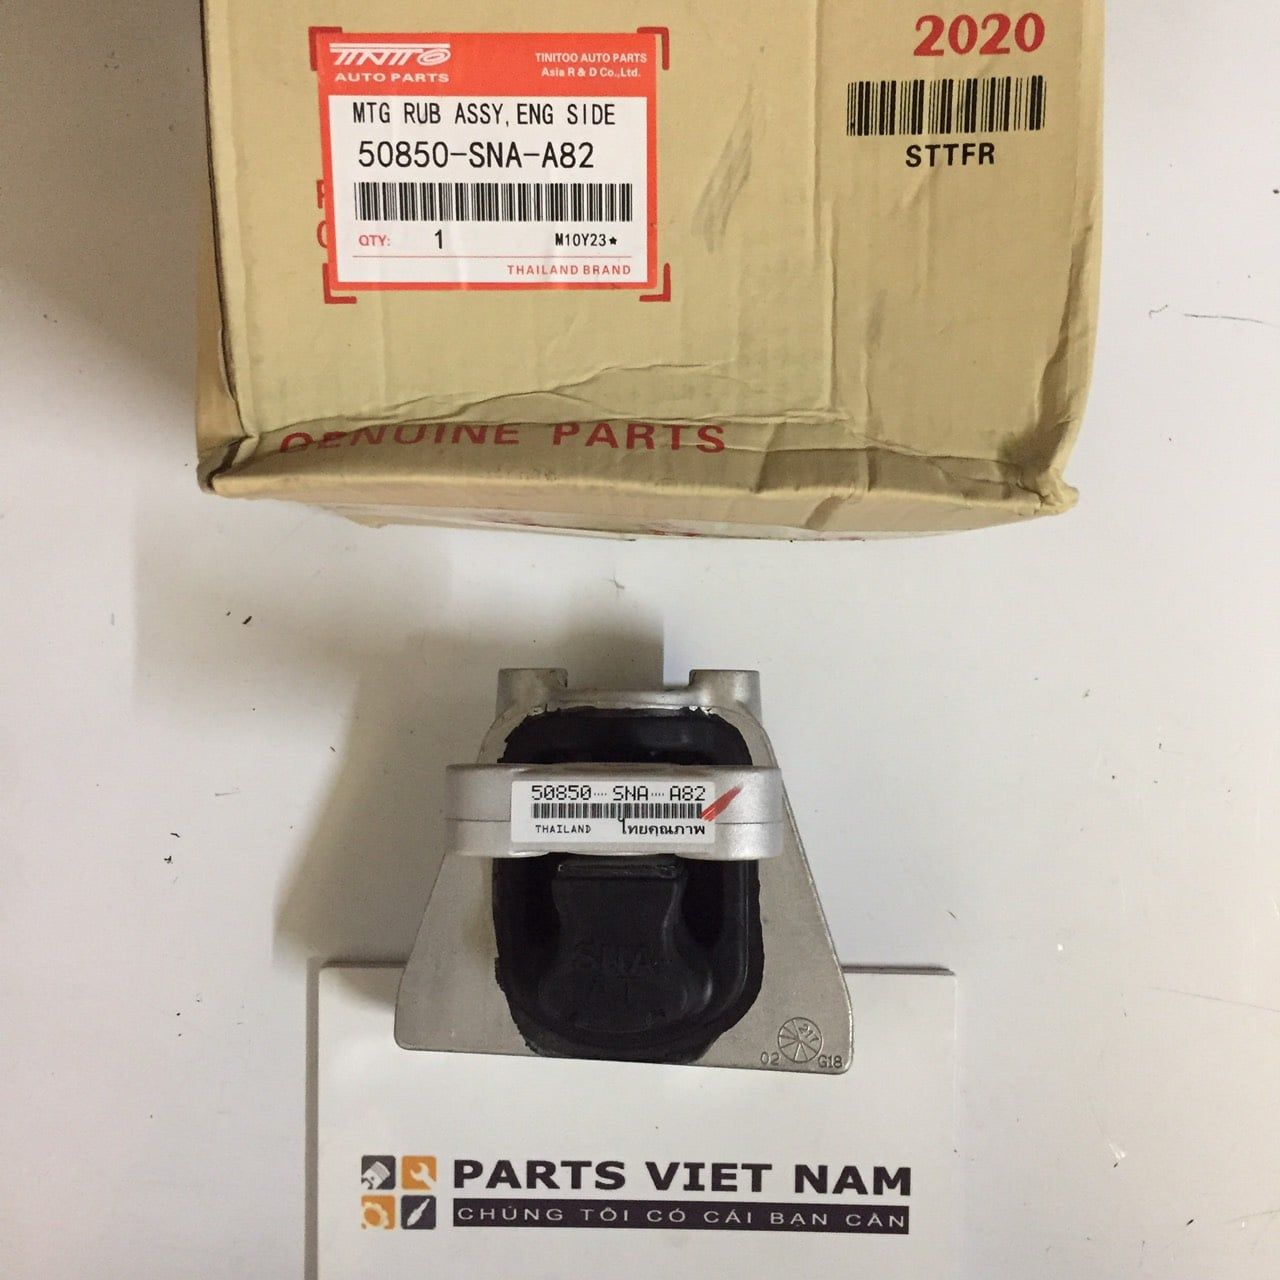 TINITO
AUTO PARTS
TINITOO AUTO PARTS
Asia R & D Co.,Ltd.
MTG RUB ASSY, ENG SIDE
50850-SNA-A82
QTY: 1 M10Y23★
THAILAND BRAND
2020
STTFR
GENUINE PARTS
50850 SNA A82
THAILAND ไทยคุณภาพ
SNA
217
02 G18
PARTS VIET NAM
CHÚNG TÔI CÓ CÁI BẠN CẦN